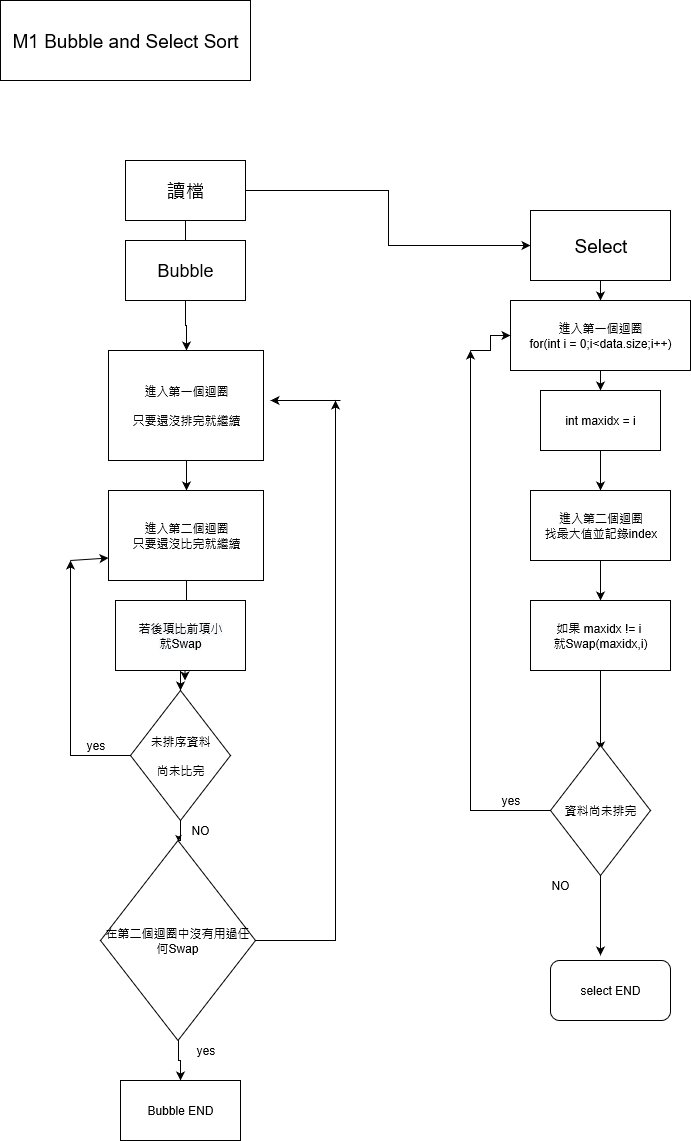 M1 Bubble and Select Sort
讀檔
Bubble
進入第一個迴圈
只要還沒排完就繼續
進入第二個迴圈
只要還沒比完就繼續
若後項比前項小
就Swap
未排序資料
尚未比完
yes
NO
在第二個迴圈中沒有用過任
何Swap
yes
Bubble END
Select
進入第一個迴圈
for(int i = 0;i<data.size;i++)
int maxidx = i
進入第二個迴圈
找最大值並記錄index
如果 maxidx != i
就Swap(maxidx,i)
資料尚未排完
yes
NO
select END